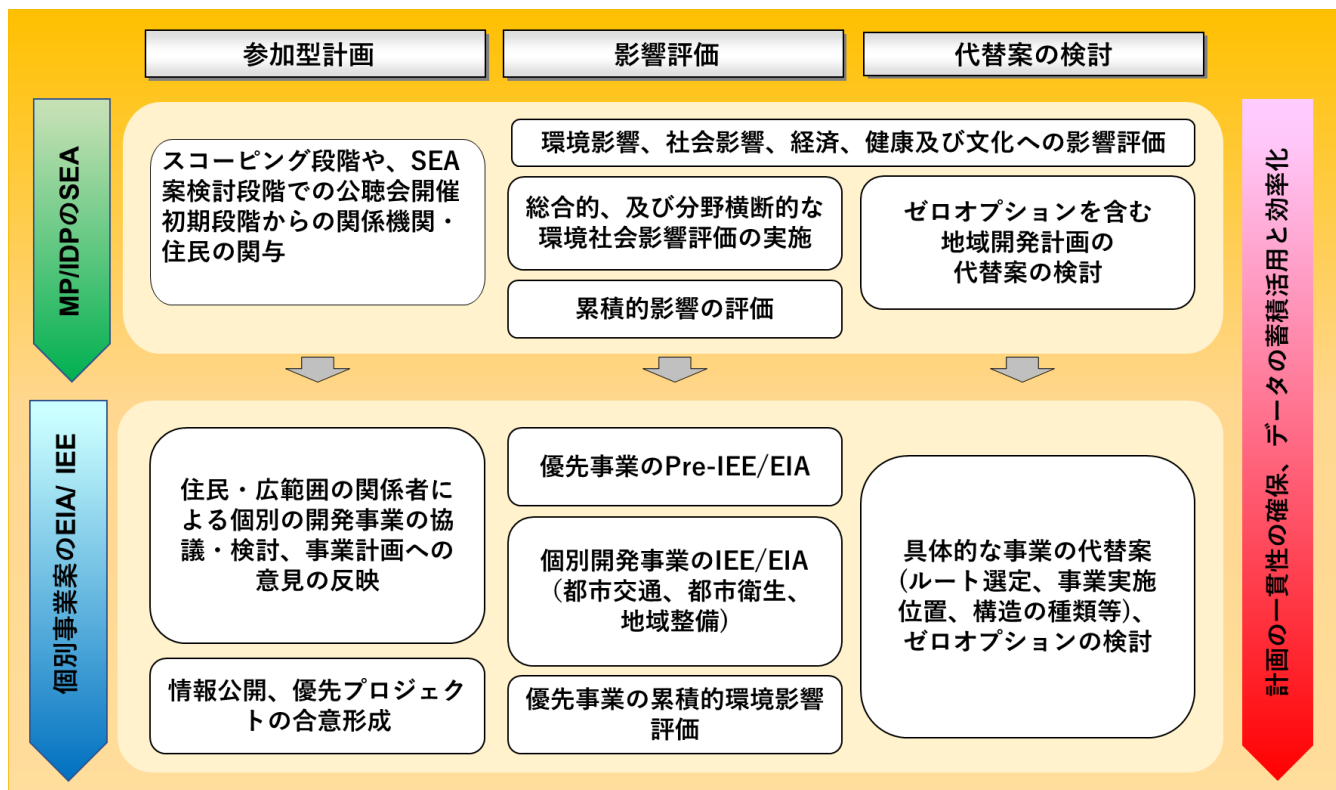 参加型計画
影響評価
代替案の検討
MP/IDPのSEA
スコーピング段階や、SEA
案検討段階での公聴会開催
初期段階からの関係機関・
住民の関与
環境影響、社会影響、経済、健康及び文化への影響評価
総合的、及び分野横断的な
環境社会影響評価の実施
累積的影響の評価
ゼロオプションを含む
地域開発計画の
代替案の検討
個別事業案のEIA/ IEE
住民・広範囲の関係者に
よる個別の開発事業の協
議・検討、事業計画への
意見の反映
情報公開、優先プロジェク
トの合意形成
優先事業のPre-IEE/EIA
個別開発事業のIEE/EIA
（都市交通、都市衛生、
地域整備）
優先事業の累積的環境影響
評価
具体的な事業の代替案
(ルート選定、事業実施
位置、構造の種類等)、
ゼロオプションの検討
計画の一貫性の確保、データの蓄積活用と効率化